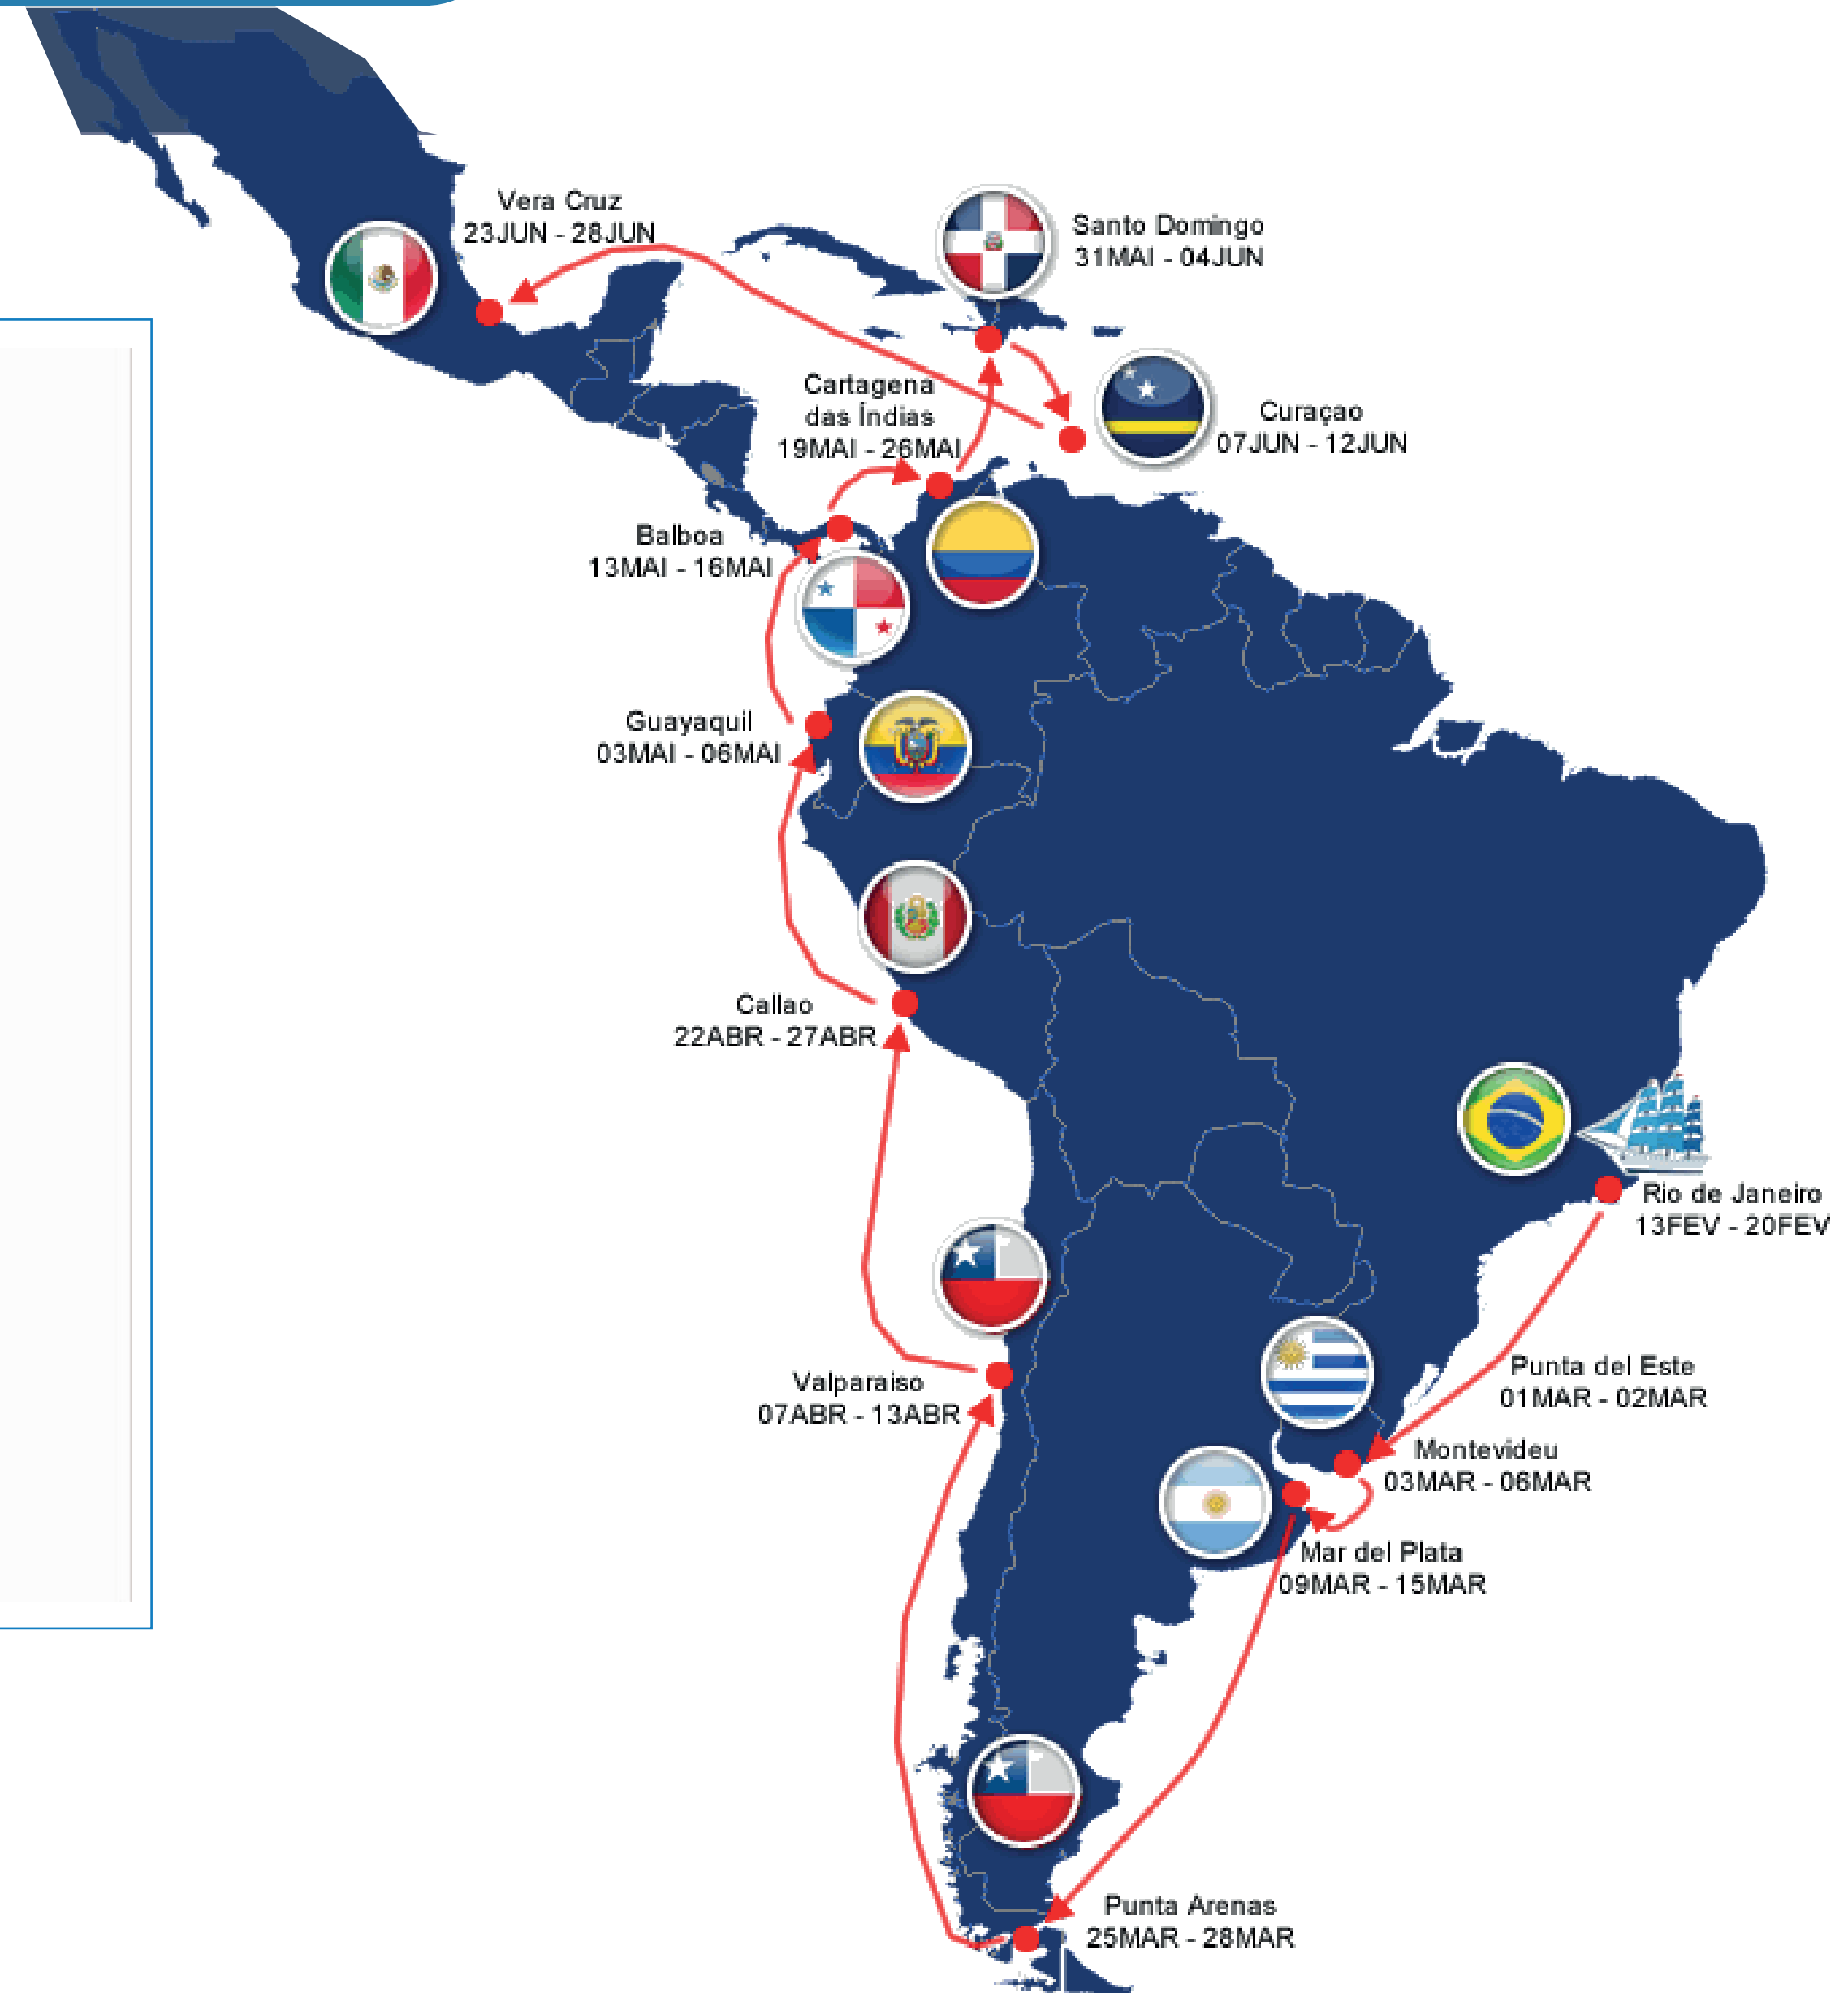 Vera Cruz
23JUN - 28JUN
Santo Domingo
31MAI - 04JUN
Cartagena
das Índias
19MAI - 26MAI
Curaçao
07JUN - 12JUN
Balboa
13MAI - 16MAI
Guayaquil
03MAI - 06MAI
Callao
22ABR - 27ABR
Rio de Janeiro
13FEV - 20FEV
Valparaiso
07ABR - 13ABR
Punta del Este
01MAR - 02MAR
Montevideu
03MAR - 06MAR
Mar del Plata
09MAR - 15MAR
Punta Arenas
25MAR - 28MAR